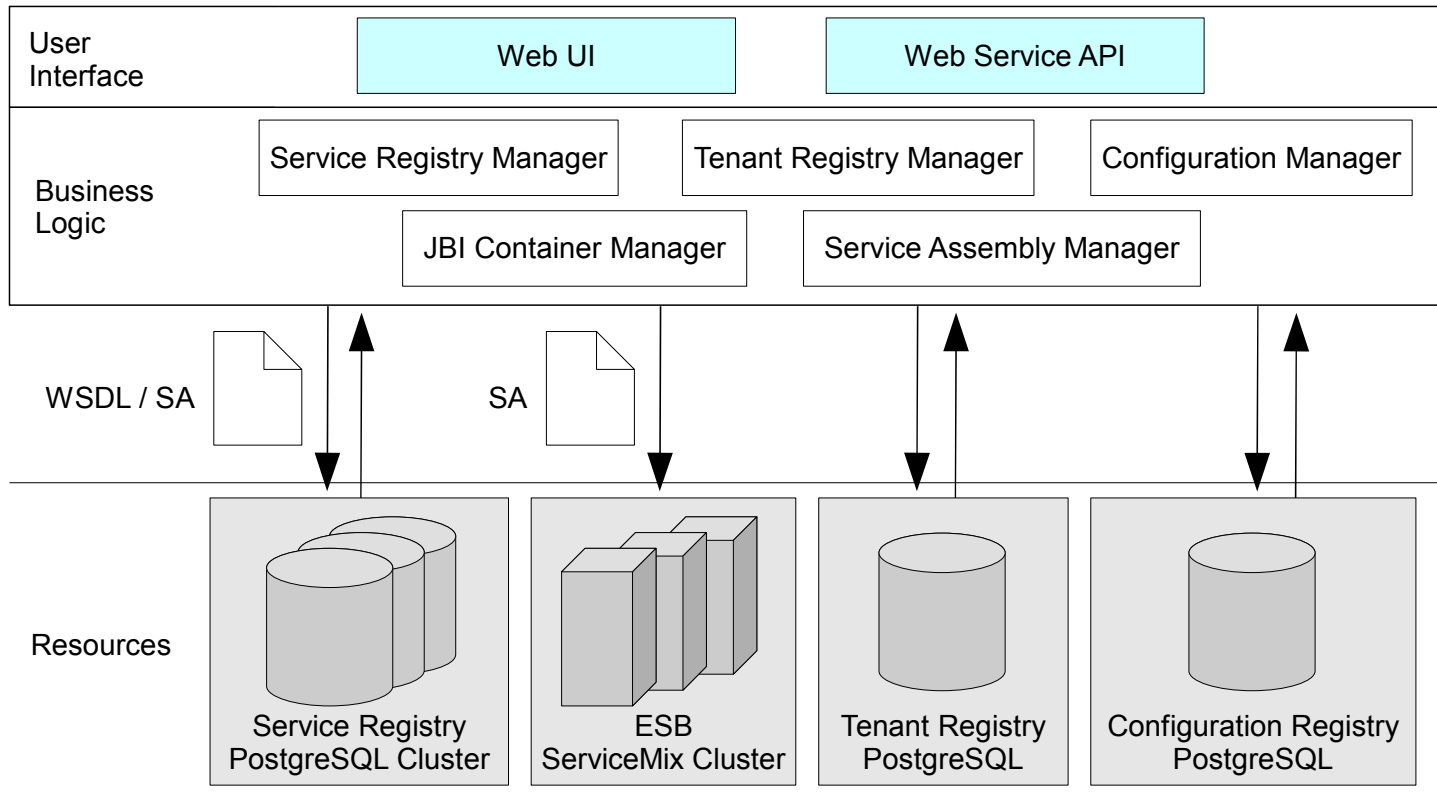 User
Interface
Web UI
Web Service API
Business
Logic
Service Registry Manager
Tenant Registry Manager
Configuration Manager
JBI Container Manager
Service Assembly Manager
WSDL / SA
SA
Resources
Service Registry
PostgreSQL Cluster
ESB
ServiceMix Cluster
Tenant Registry
PostgreSQL
Configuration Registry
PostgreSQL